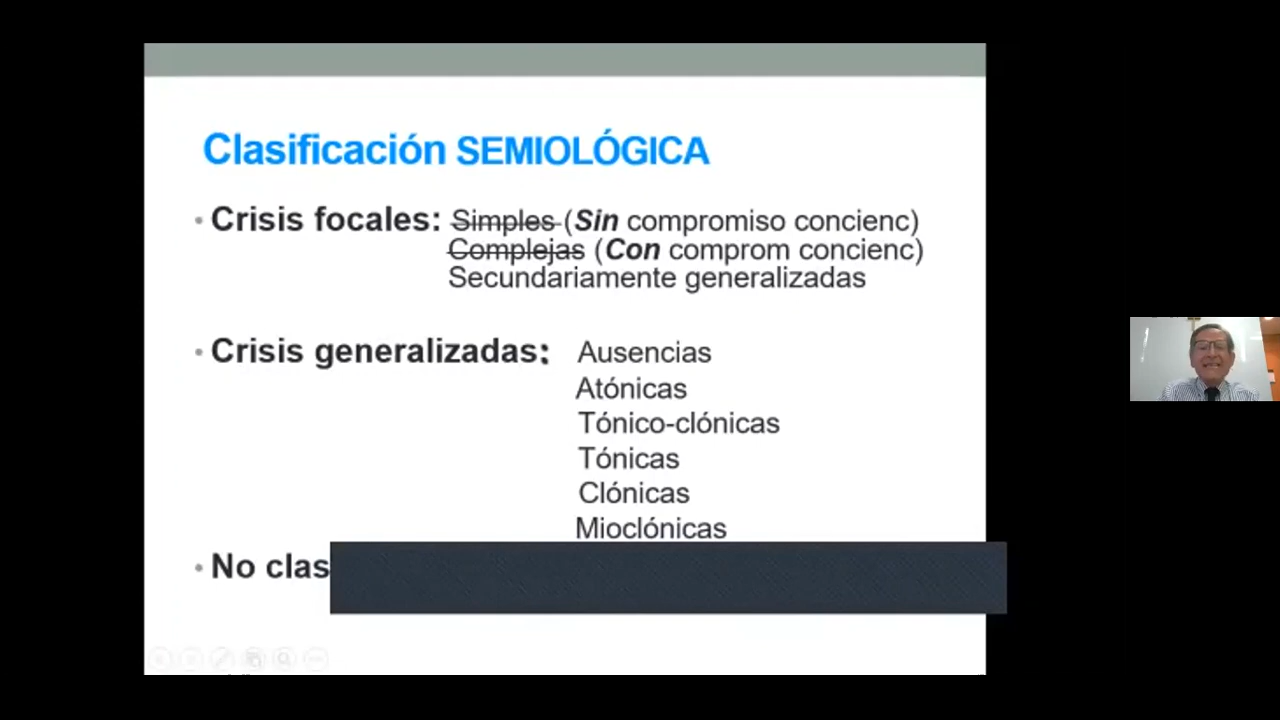 Clasificación SEMIOLÓGICA
• Crisis focales: Simples (Sin compromiso concienc)
Complejas (Con comprom concienc)
Secundariamente generalizadas
• Crisis generalizadas: Ausencias
Atónicas
Tónico-clónicas
Tónicas
Clónicas
Mioclónicas
• No clas